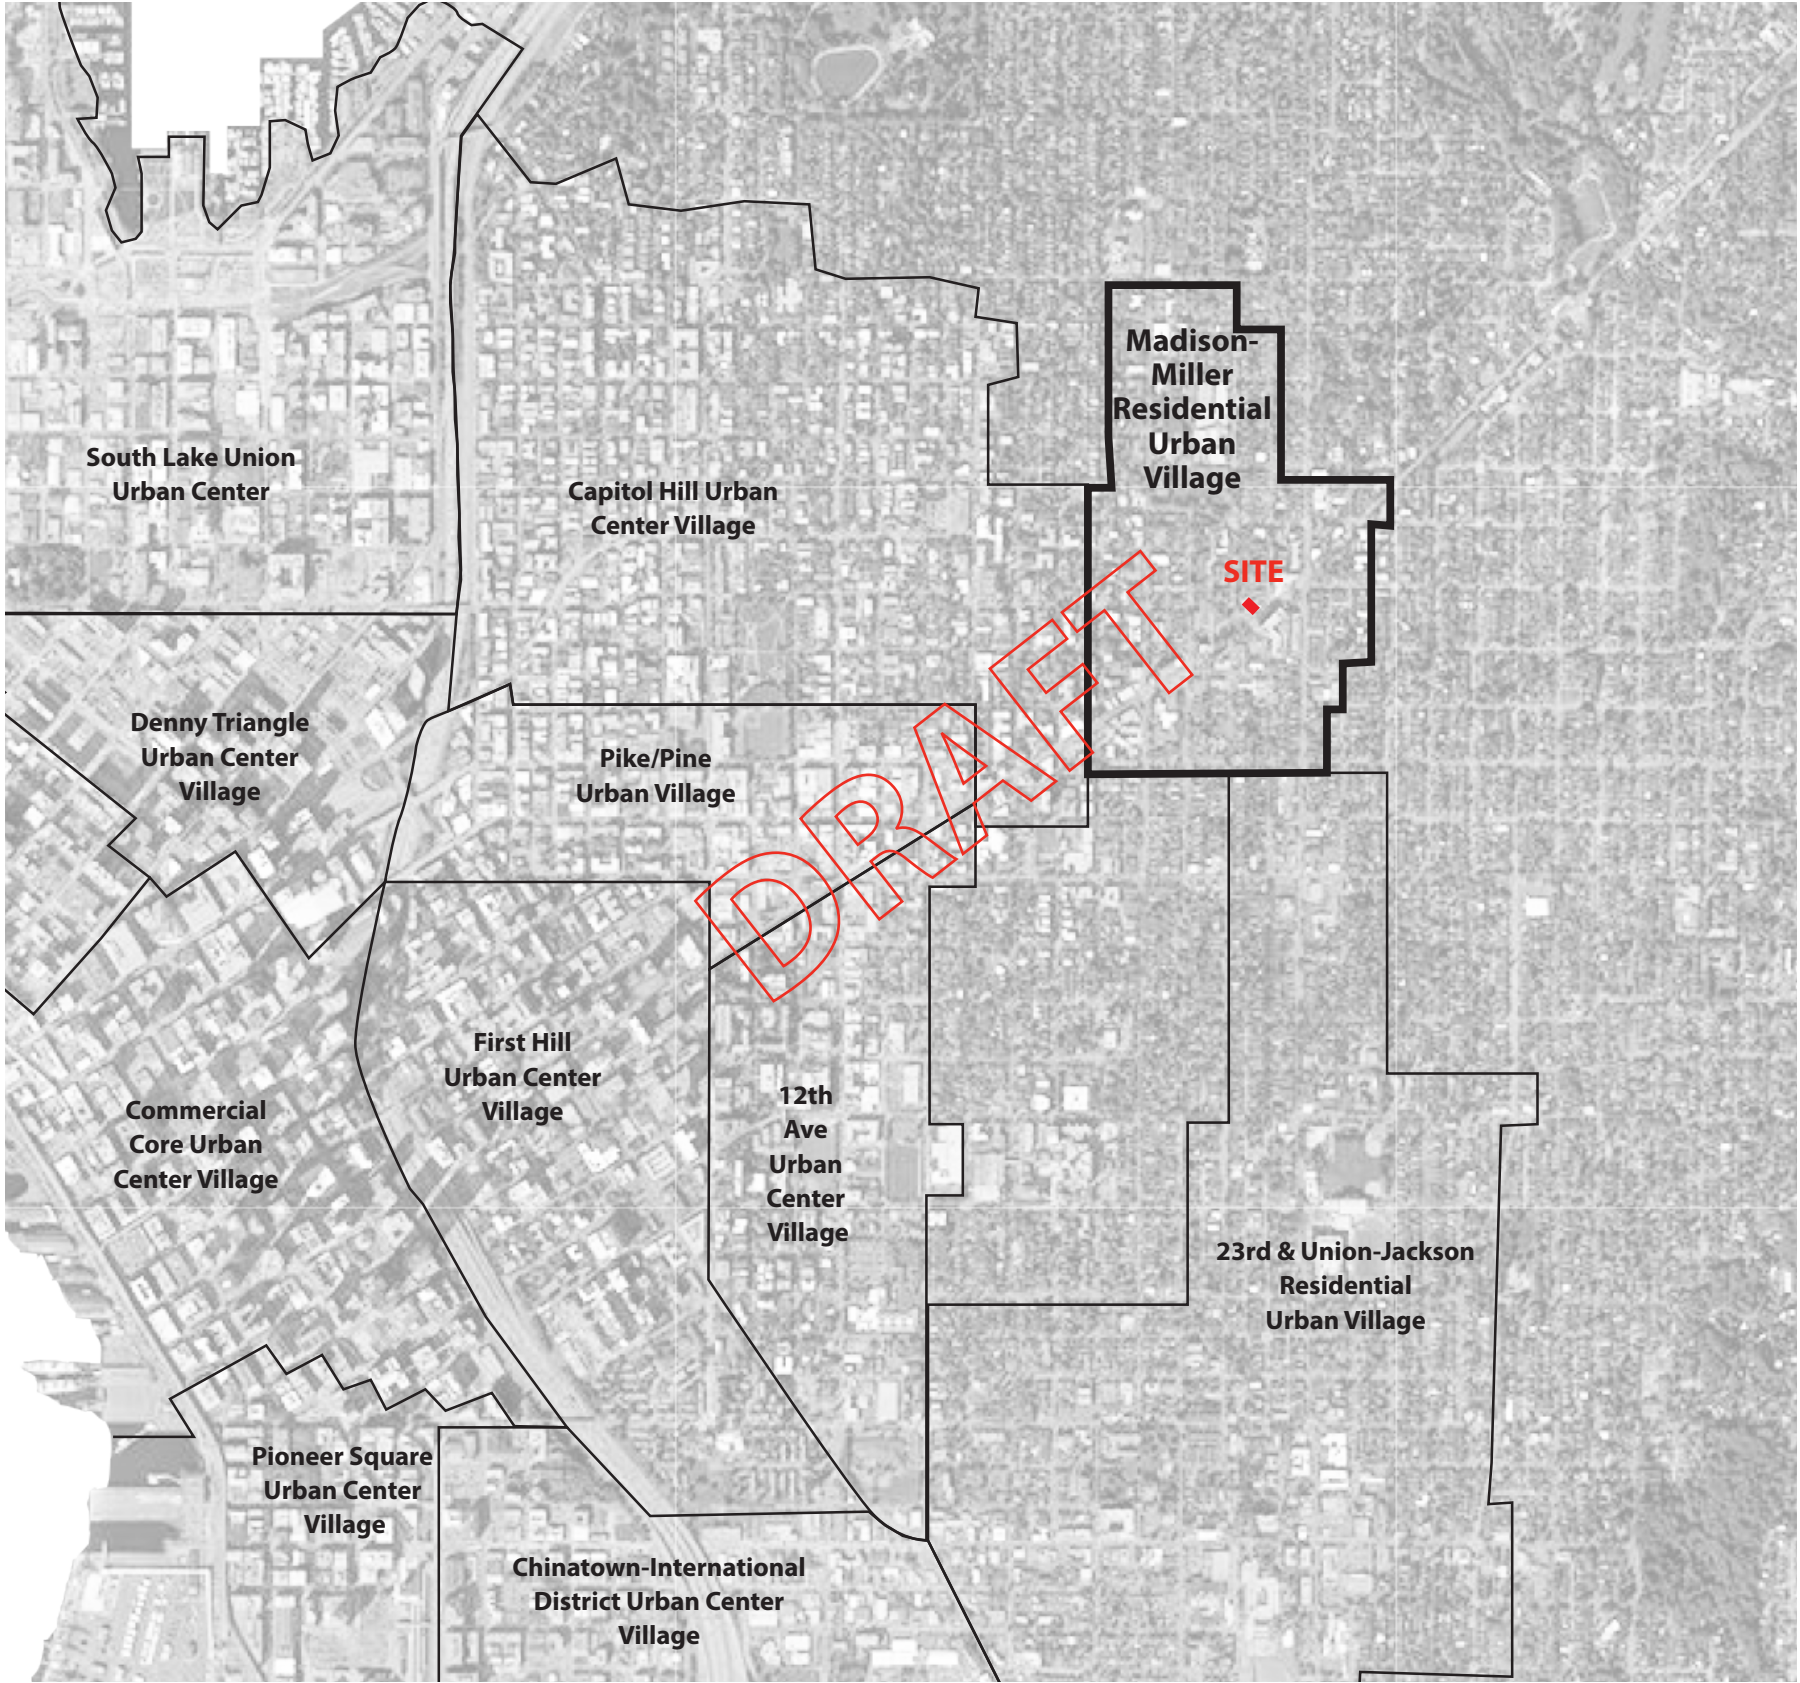 Madison-
Miller
Residential
Urban
Village
South Lake Union
Urban Center
Capitol Hill Urban
Center Village
SITE
Denny Triangle
Urban Center
Village
Pike/Pine
Urban Village
DRAFT
First Hill
Urban Center
Village
12th
Ave
Urban
Center
Village
Commercial
Core Urban
Center Village
23rd & Union-Jackson
Residential
Urban Village
Pioneer Square
Urban Center
Village
Chinatown-International
District Urban Center
Village